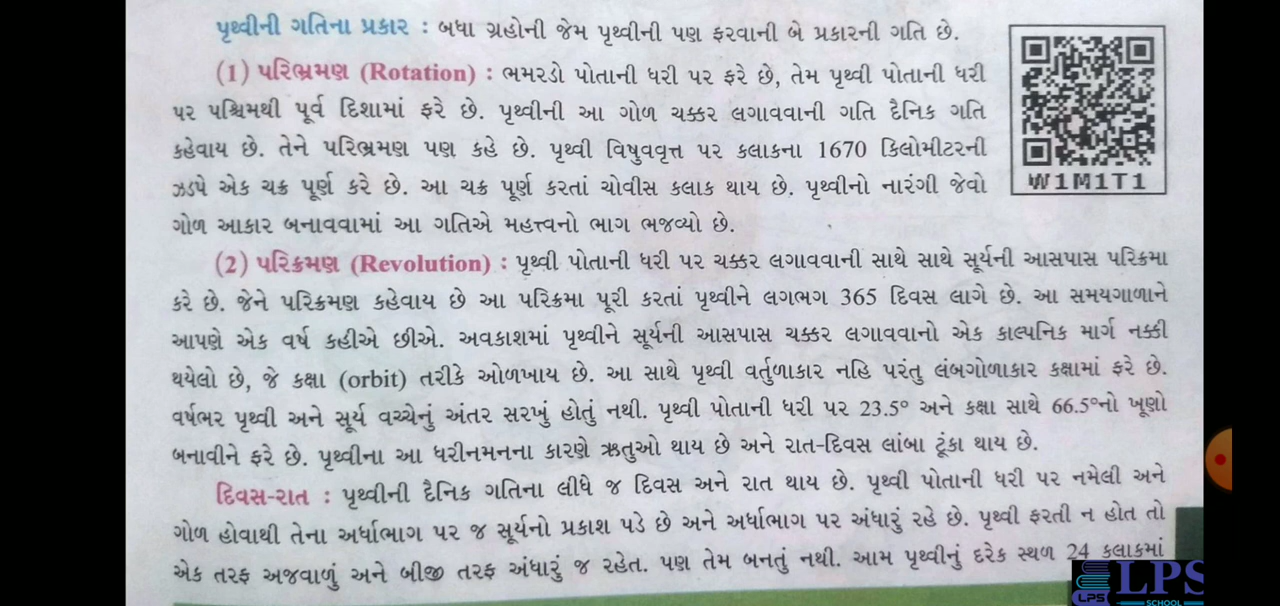 પૃથ્વીની ગતિના પ્રકાર : બધા ગ્રહોની જેમ પૃથ્વીની પણ ફરવાની બે પ્રકારની ગતિ છે.
(1) પરિભ્રમણ (Rotation) : ભમરડો પોતાની ધરી પર ફરે છે, તેમ પૃથ્વી પોતાની ધરી
પર પશ્ચિમથી પૂર્વ દિશામાં ફરે છે. પૃથ્વીની આ ગોળ ચક્કર લગાવવાની ગતિ દૈનિક ગતિ
કહેવાય છે. તેને પરિભ્રમણ પણ કહે છે. પૃથ્વી વિષુવવૃત્ત પર કલાકના 1670 કિલોમીટરની
ઝડપે એક ચક્ર પૂર્ણ કરે છે. આ ચક્ર પૂર્ણ કરતાં ચોવીસ કલાક થાય છે. પૃથ્વીનો નારંગી જેવો
ગોળ આકાર બનાવવામાં આ ગતિએ મહત્ત્વનો ભાગ ભજવ્યો છે.
W1M1T1
(2) પરિક્રમણ (Revolution) : પૃથ્વી પોતાની ધરી પર ચક્કર લગાવવાની સાથે સાથે સૂર્યની આસપાસ પરિક્રમા
કરે છે. જેને પરિક્રમણ કહેવાય છે આ પરિક્રમા પૂરી કરતાં પૃથ્વીને લગભગ 365 દિવસ લાગે છે. આ સમયગાળાને
આપણે એક વર્ષ કહીએ છીએ. અવકાશમાં પૃથ્વીને સૂર્યની આસપાસ ચક્કર લગાવવાનો એક કાલ્પનિક માર્ગ નક્કી
થયેલો છે, જે કક્ષા (orbit) તરીકે ઓળખાય છે. આ સાથે પૃથ્વી વર્તુળાકાર નહિ પરંતુ લંબગોળાકાર કક્ષામાં ફરે છે.
વર્ષભર પૃથ્વી અને સૂર્ય વચ્ચેનું અંતર સરખું હોતું નથી. પૃથ્વી પોતાની ધરી પર 23.5° અને કક્ષા સાથે 66.5°નો ખૂણો
બનાવીને ફરે છે. પૃથ્વીના આ ધરીનમનના કારણે ઋતુઓ થાય છે અને રાત-દિવસ લાંબા ટૂંકા થાય છે.
દિવસ-રાત : પૃથ્વીની દૈનિક ગતિના લીધે જ દિવસ અને રાત થાય છે. પૃથ્વી પોતાની ધરી પર નમેલી અને
ગોળ હોવાથી તેના અર્ધાભાગ પર જ સૂર્યનો પ્રકાશ પડે છે અને અર્ધાભાગ પર અંધારું રહે છે. પૃથ્વી ફરતી ન હોત તો
એક તરફ અજવાળું અને બીજી તરફ અંધારું જ રહેત. પણ તેમ બનતું નથી. આમ પૃથ્વીનું દરેક સ્થળ 24 કલાકમાં
LPS
LPS
SCHOOL